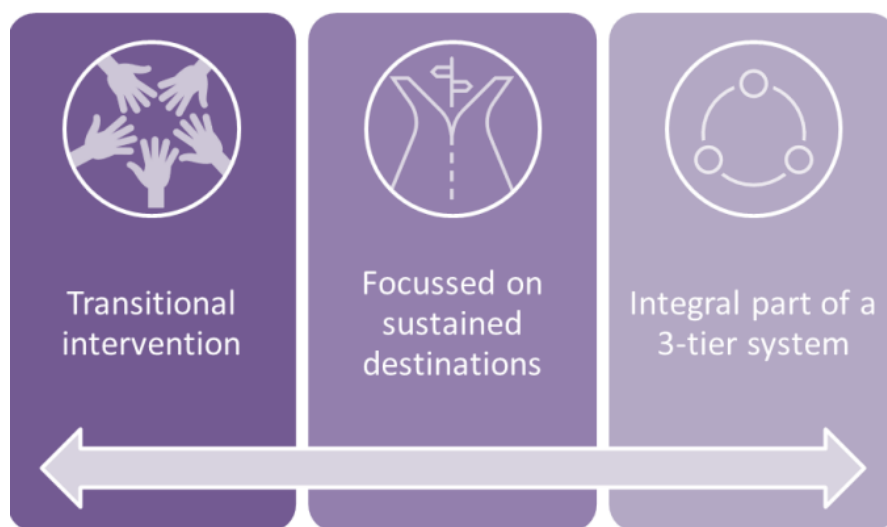 Transitional
intervention
Focussed on
sustained
destinations
Integral part of a
3-tier system